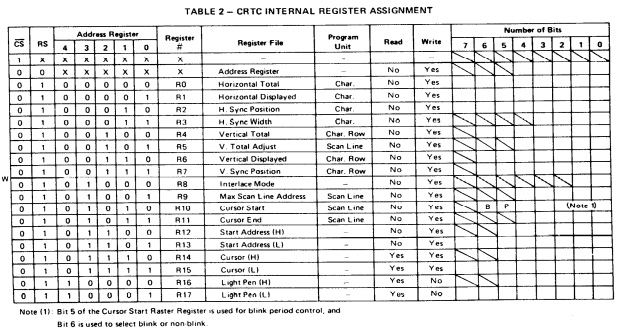 TABLE 2 – CRTC INTERNAL REGISTER ASSIGNMENT
CS RS Address Register Register # Register File Program Unit Read Write Number of Bits
4 3 2 1 0 7 6 5 4 3 2 1 0
1 X X X X X X X – –
0 0 X X X X X X Address Register – No Yes
0 1 0 0 0 0 0 R0 Horizontal Total Char. No Yes
0 1 0 0 0 0 1 R1 Horizontal Displayed Char. No Yes
0 1 0 0 0 1 0 R2 H. Sync Position Char. No Yes
0 1 0 0 0 1 1 R3 H. Sync Width Char. No Yes
0 1 0 0 1 0 0 R4 Vertical Total Char. Row No Yes
0 1 0 0 1 0 1 R5 V. Total Adjust Scan Line No Yes
0 1 0 0 1 1 0 R6 Vertical Displayed Char. Row No Yes
0 1 0 0 1 1 1 R7 V. Sync Position Char. Row No Yes
W
0 1 0 1 0 0 0 R8 Interlace Mode – No Yes
0 1 0 1 0 0 1 R9 Max Scan Line Address Scan Line No Yes
0 1 0 1 0 1 0 R10 Cursor Start Scan Line No Yes B P (Note 1)
0 1 0 1 0 1 1 R11 Cursor End Scan Line No Yes
0 1 0 1 1 0 0 R12 Start Address (H) – No Yes
0 1 0 1 1 0 1 R13 Start Address (L) – No Yes
0 1 0 1 1 1 0 R14 Cursor (H) – Yes Yes
0 1 0 1 1 1 1 R15 Cursor (L) – Yes Yes
0 1 1 0 0 0 0 R16 Light Pen (H) – Yes No
0 1 1 0 0 0 1 R17 Light Pen (L) – Yes No
Note (1): Bit 5 of the Cursor Start Raster Register is used for blink period control, and
Bit 6 is used to select blink or non-blink.